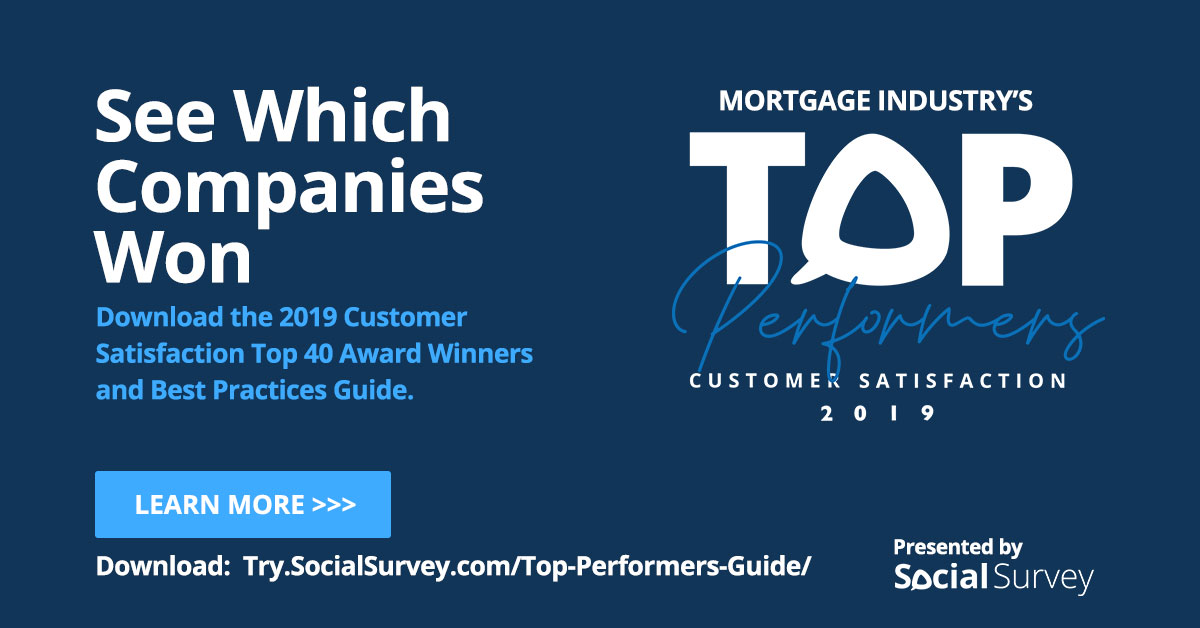 See Which
Companies
Won
Download the 2019 Customer
Satisfaction Top 40 Award Winners
and Best Practices Guide.
LEARN MORE >>>
Download: Try.SocialSurvey.com/Top-Performers-Guide/
MORTGAGE INDUSTRY'S
TOP
Performers
CUSTOMER SATISFACTION
2019
Presented by
SocialSurvey